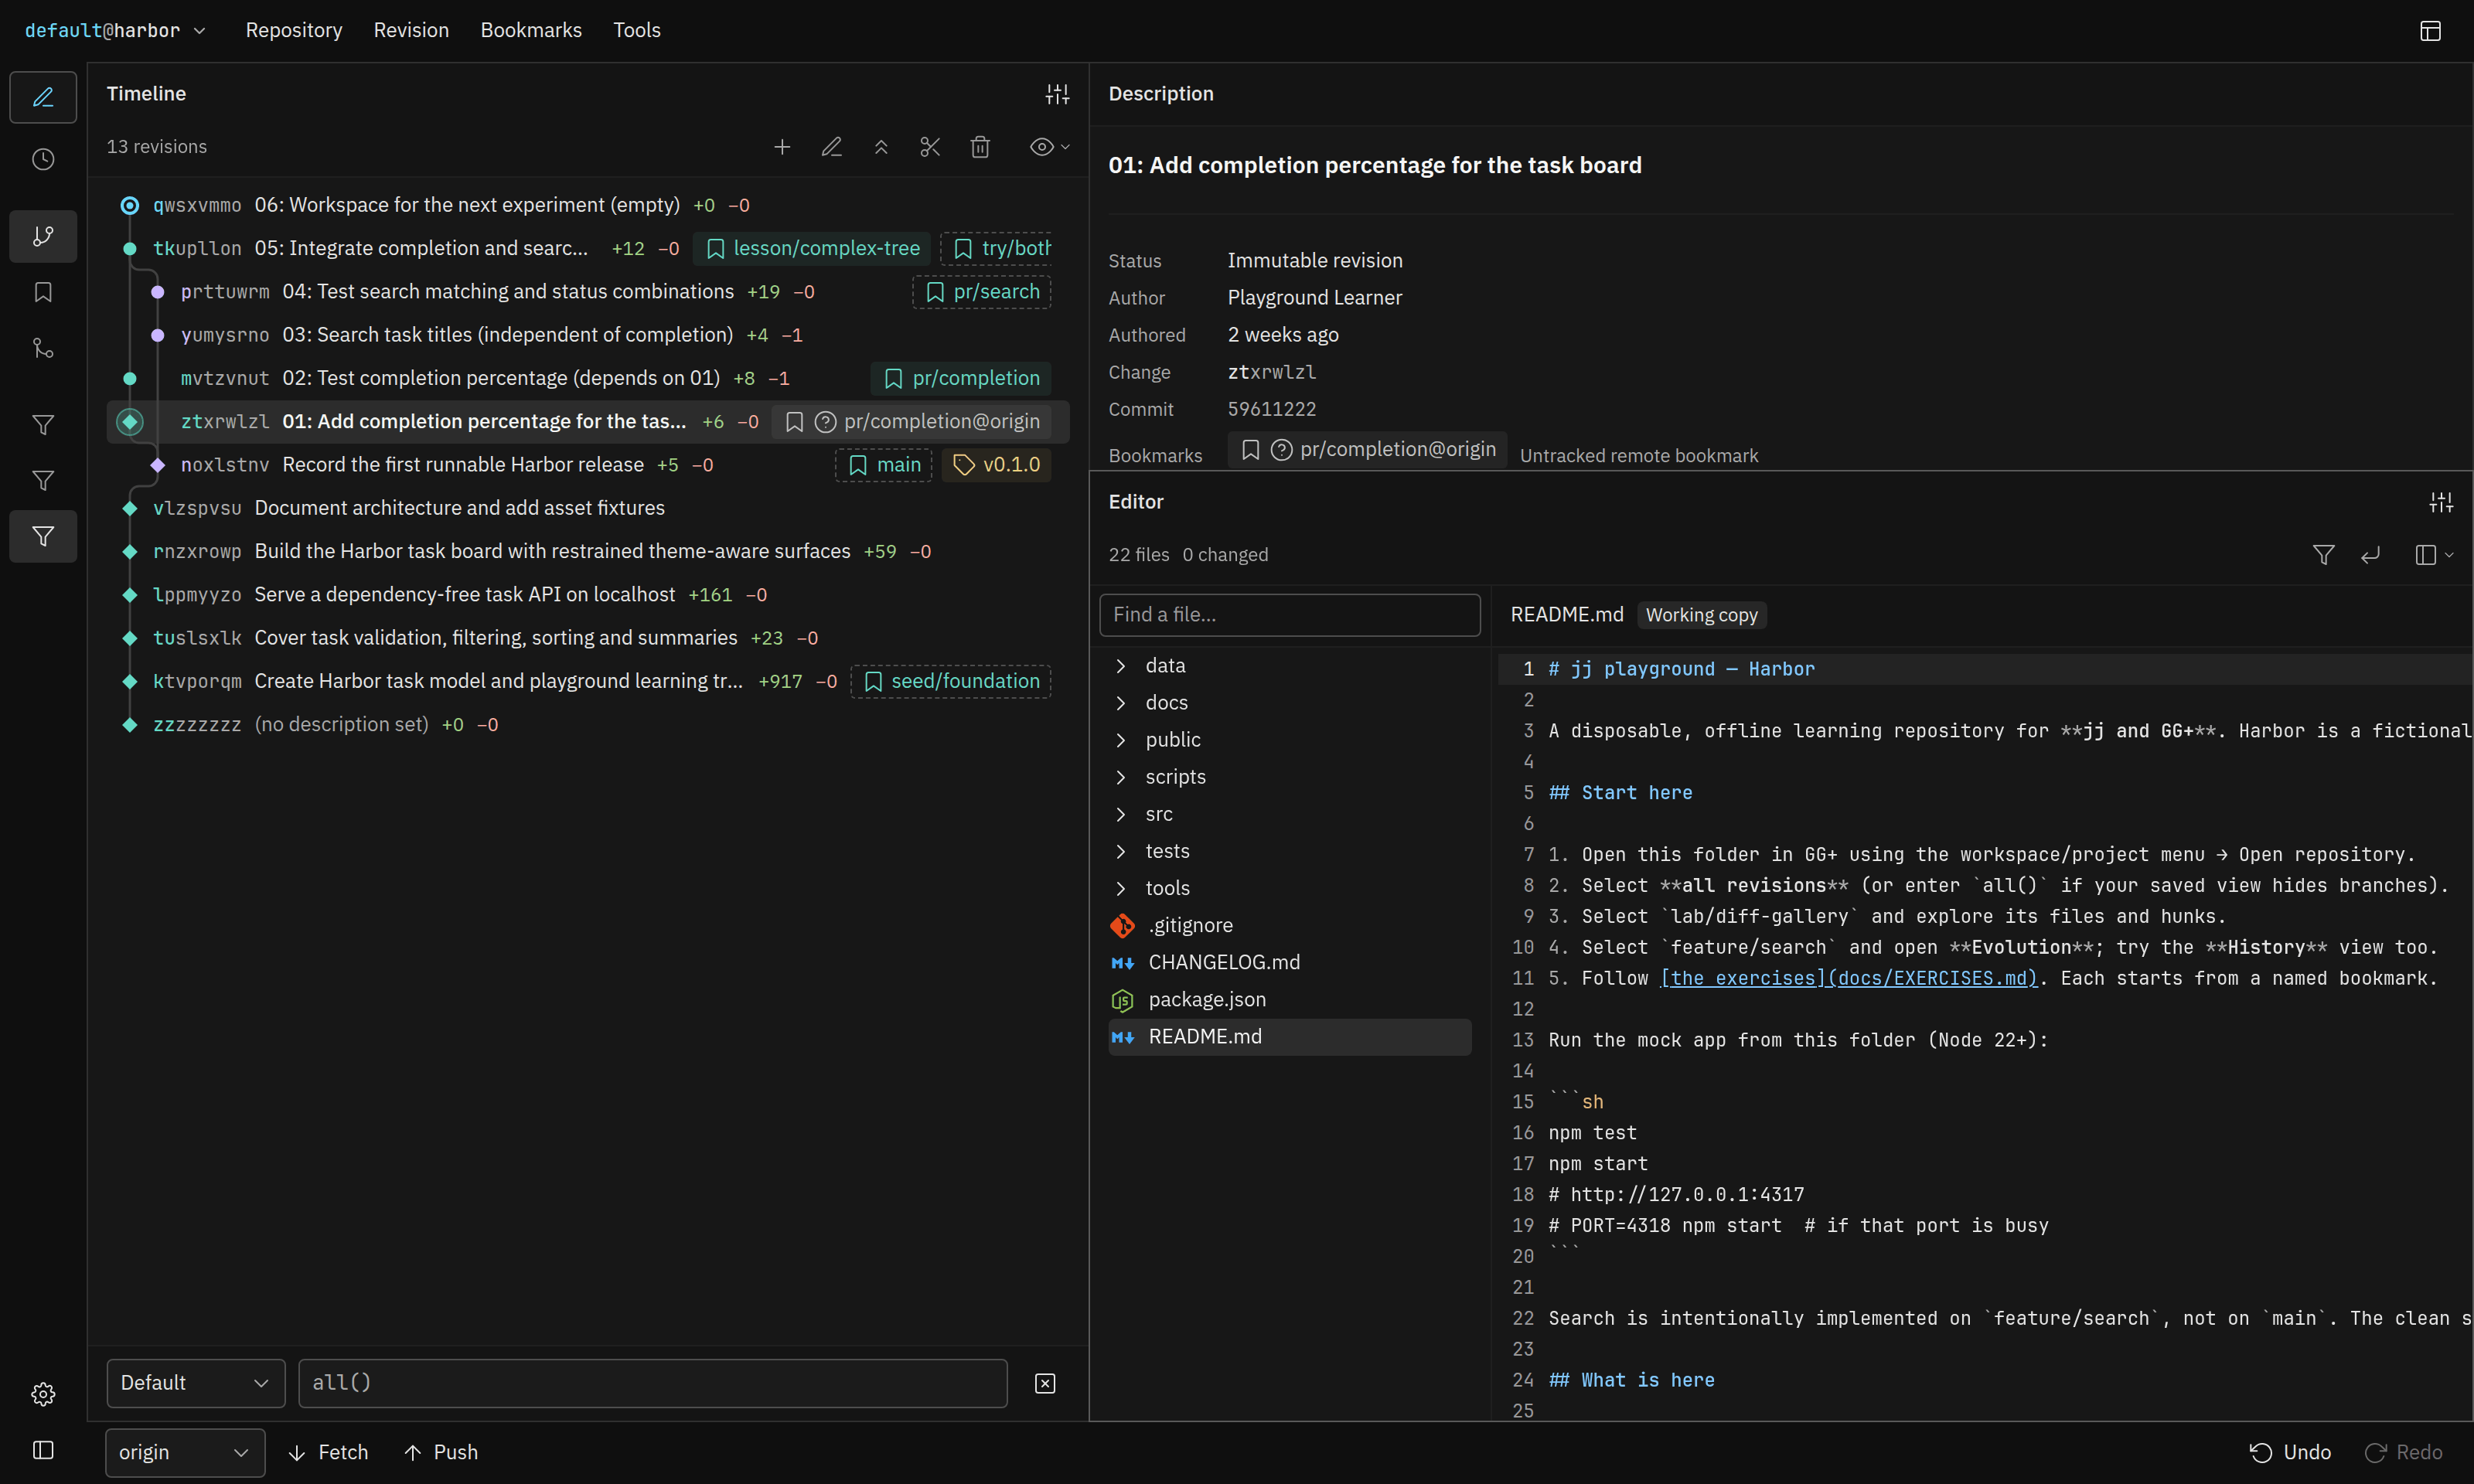 default@harbor Repository Revision Bookmarks Tools
Timeline
13 revisions
qwsxvmmo 06: Workspace for the next experiment (empty) +0 −0
tkupllon 05: Integrate completion and searc... +12 −0 lesson/complex-tree try/both
prttuwrm 04: Test search matching and status combinations +19 −0 pr/search
yumysrno 03: Search task titles (independent of completion) +4 −1
mvtzvnut 02: Test completion percentage (depends on 01) +8 −1 pr/completion
ztxrwlzl 01: Add completion percentage for the tas... +6 −0 pr/completion@origin
noxlstnv Record the first runnable Harbor release +5 −0 main v0.1.0
vlzspvsu Document architecture and add asset fixtures
rnzxrowp Build the Harbor task board with restrained theme-aware surfaces +59 −0
lppmyyzo Serve a dependency-free task API on localhost +161 −0
tuslsxlk Cover task validation, filtering, sorting and summaries +23 −0
ktvporqm Create Harbor task model and playground learning tr... +917 −0 seed/foundation
zzzzzzzz (no description set) +0 −0
Default all()
origin Fetch Push
Description
01: Add completion percentage for the task board
Status Immutable revision
Author Playground Learner
Authored 2 weeks ago
Change ztxrwlzl
Commit 59611222
Bookmarks pr/completion@origin Untracked remote bookmark
Editor
22 files 0 changed
Find a file...
data
docs
public
scripts
src
tests
tools
.gitignore
CHANGELOG.md
package.json
README.md
README.md Working copy
1 # jj playground — Harbor
2
3 A disposable, offline learning repository for **jj and GG+**. Harbor is a fictional
4
5 ## Start here
6
7 1. Open this folder in GG+ using the workspace/project menu → Open repository.
8 2. Select **all revisions** (or enter `all()` if your saved view hides branches).
9 3. Select `lab/diff-gallery` and explore its files and hunks.
10 4. Select `feature/search` and open **Evolution**; try the **History** view too.
11 5. Follow [the exercises](docs/EXERCISES.md). Each starts from a named bookmark.
12
13 Run the mock app from this folder (Node 22+):
14
15 ```sh
16 npm test
17 npm start
18 # http://127.0.0.1:4317
19 # PORT=4318 npm start  # if that port is busy
20 ```
21
22 Search is intentionally implemented on `feature/search`, not on `main`. The clean s
23
24 ## What is here
25
Undo Redo